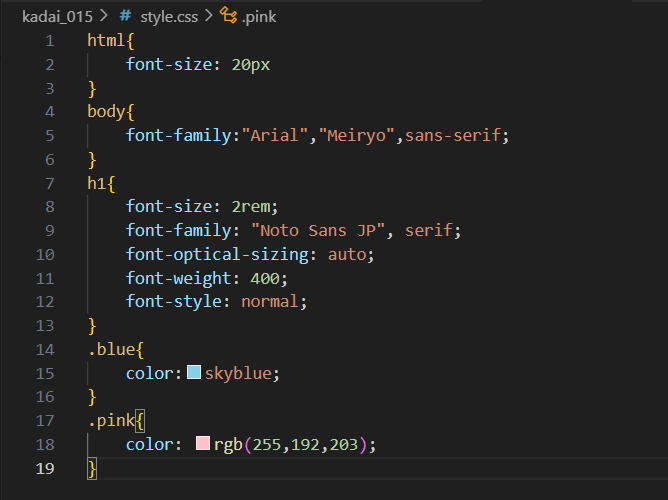 kadai_015 > # style.css > .pink
1 html{
2     font-size: 20px
3 }
4 body{
5     font-family:"Arial","Meiryo",sans-serif;
6 }
7 h1{
8     font-size: 2rem;
9     font-family: "Noto Sans JP", serif;
10     font-optical-sizing: auto;
11     font-weight: 400;
12     font-style: normal;
13 }
14 .blue{
15     color: skyblue;
16 }
17 .pink{
18     color: rgb(255,192,203);
19 }